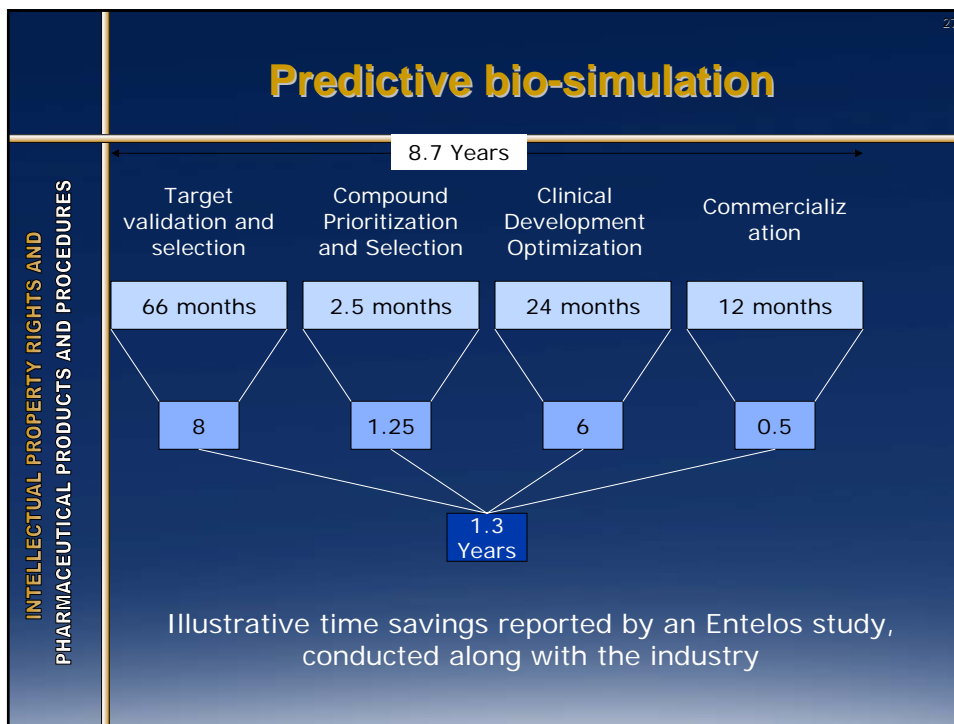 27
Predictive bio-simulation
8.7 Years
Target
validation and
selection
Compound
Prioritization
and Selection
Clinical
Development
Optimization
Commercializ
ation
66 months
2.5 months
24 months
12 months
8
1.25
6
0.5
1.3
Years
Illustrative time savings reported by an Entelos study,
conducted along with the industry
INTELLECTUAL PROPERTY RIGHTS AND
PHARMACEUTICAL PRODUCTS AND PROCEDURES